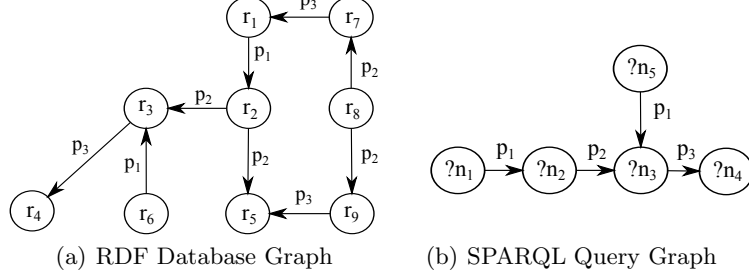 r1 p3 r7
p1 p2
r3 p2 r2 r8
p3 p1 p2 p2
r4 r6 r5 p3 r9
(a) RDF Database Graph
?n5
p1
?n1 p1 ?n2 p2 ?n3 p3 ?n4
(b) SPARQL Query Graph